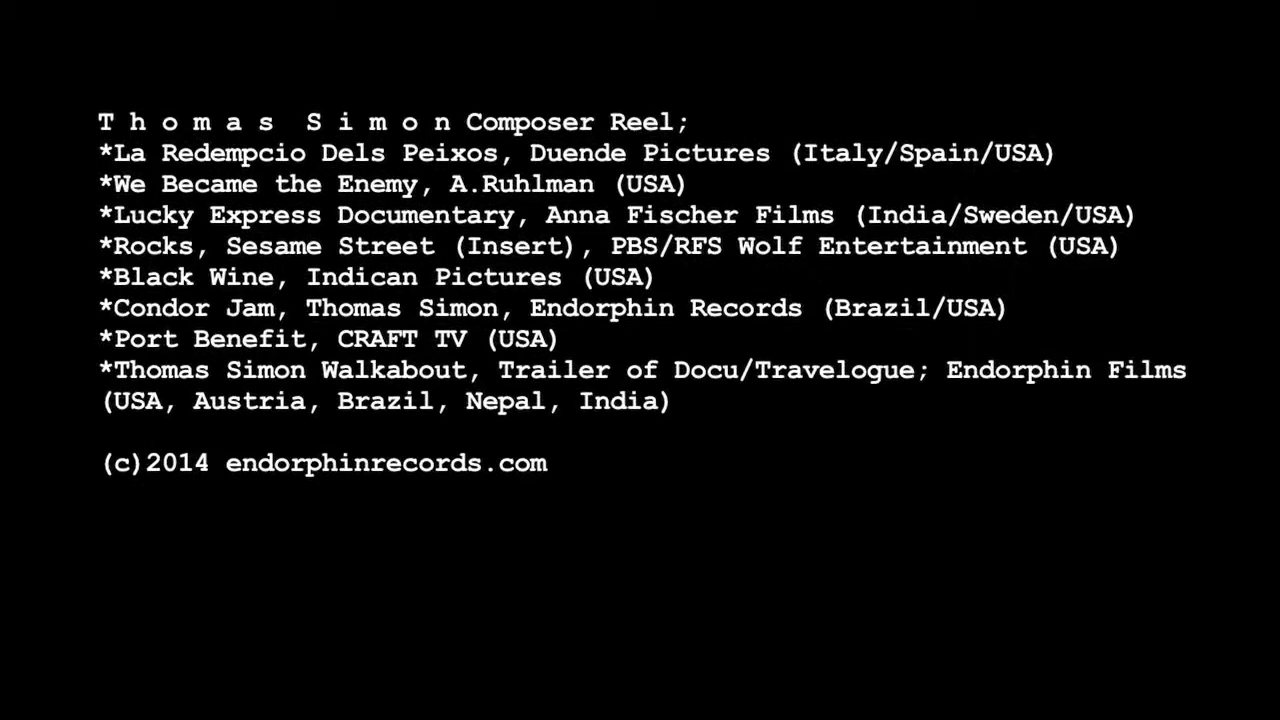 T h o m a s  S i m o n Composer Reel;
*La Redempcio Dels Peixos, Duende Pictures (Italy/Spain/USA)
*We Became the Enemy, A.Ruhlman (USA)
*Lucky Express Documentary, Anna Fischer Films (India/Sweden/USA)
*Rocks, Sesame Street (Insert), PBS/RFS Wolf Entertainment (USA)
*Black Wine, Indican Pictures (USA)
*Condor Jam, Thomas Simon, Endorphin Records (Brazil/USA)
*Port Benefit, CRAFT TV (USA)
*Thomas Simon Walkabout, Trailer of Docu/Travelogue; Endorphin Films
(USA, Austria, Brazil, Nepal, India)
(c)2014 endorphinrecords.com